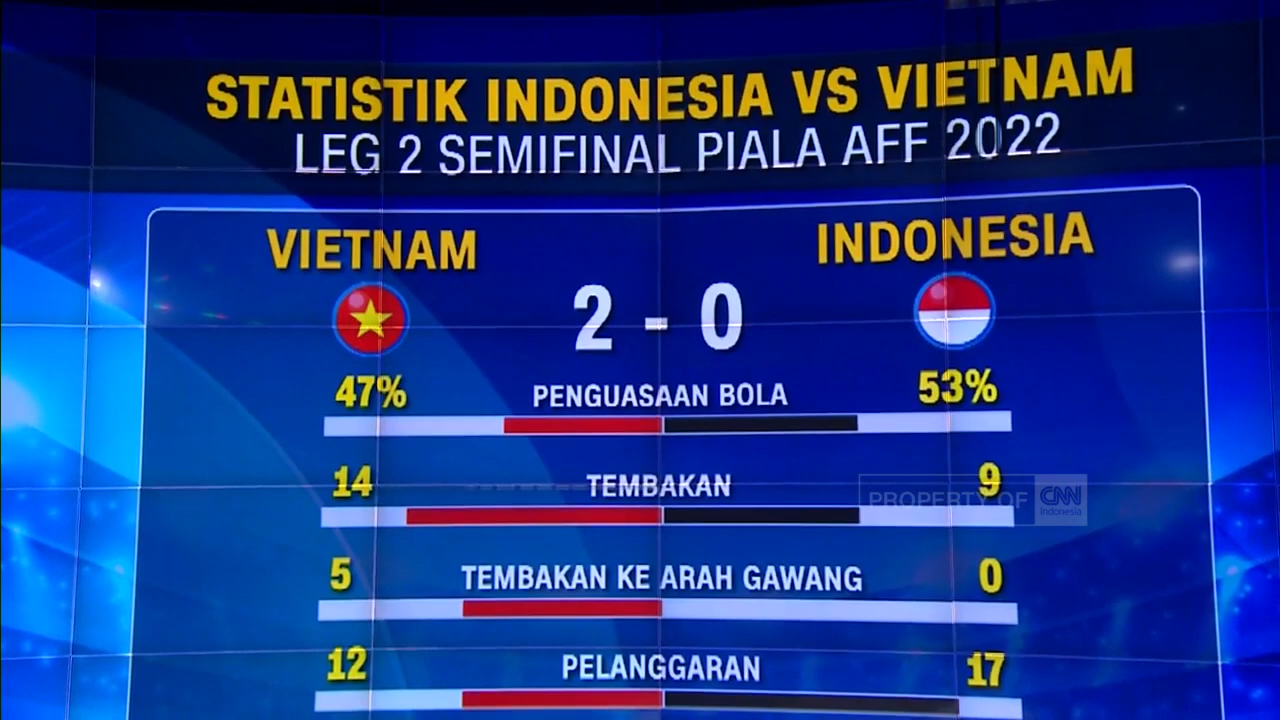 STATISTIK INDONESIA VS VIETNAM
LEG 2 SEMIFINAL PIALA AFF 2022
VIETNAM
INDONESIA
2 - 0
47% PENGUASAAN BOLA 53%
14 TEMBAKAN 9
PROPERTY OF CNN Indonesia
5 TEMBAKAN KE ARAH GAWANG 0
12 PELANGGARAN 17